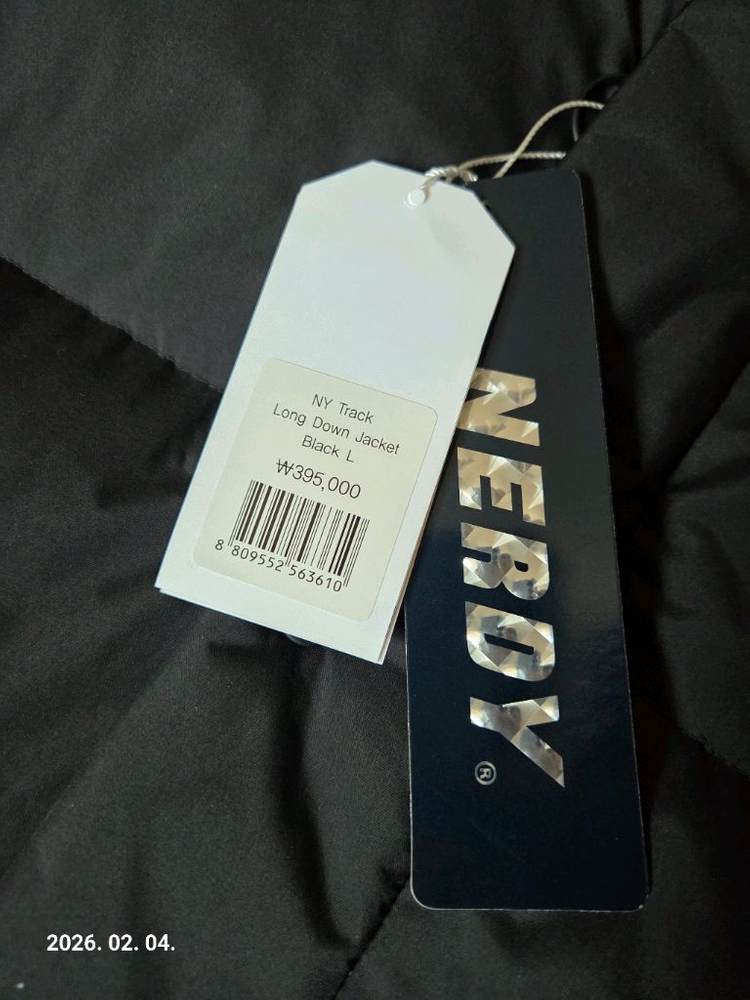 NY Track
Long Down Jacket
Black L
₩395,000
8 809552 563610
NERDY®
2026. 02. 04.